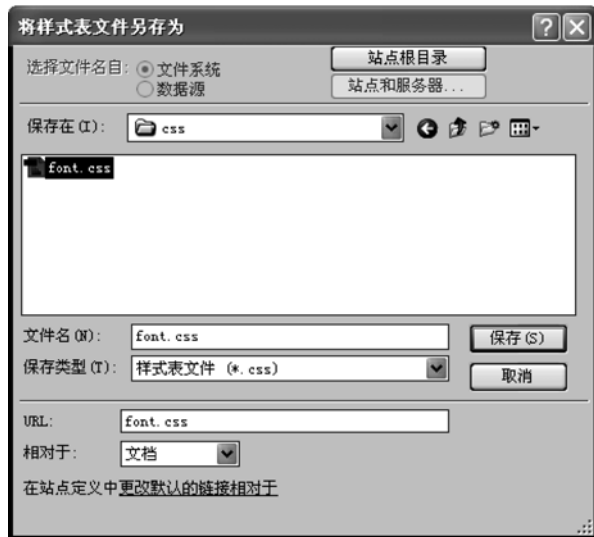 将样式表文件另存为
选择文件名自: 文件系统
数据源
站点根目录
站点和服务器...
保存在(I): css
font.css
文件名(N): font.css
保存(S)
保存类型(T): 样式表文件 (*.css)
取消
URL: font.css
相对于: 文档
在站点定义中更改默认的链接相对于